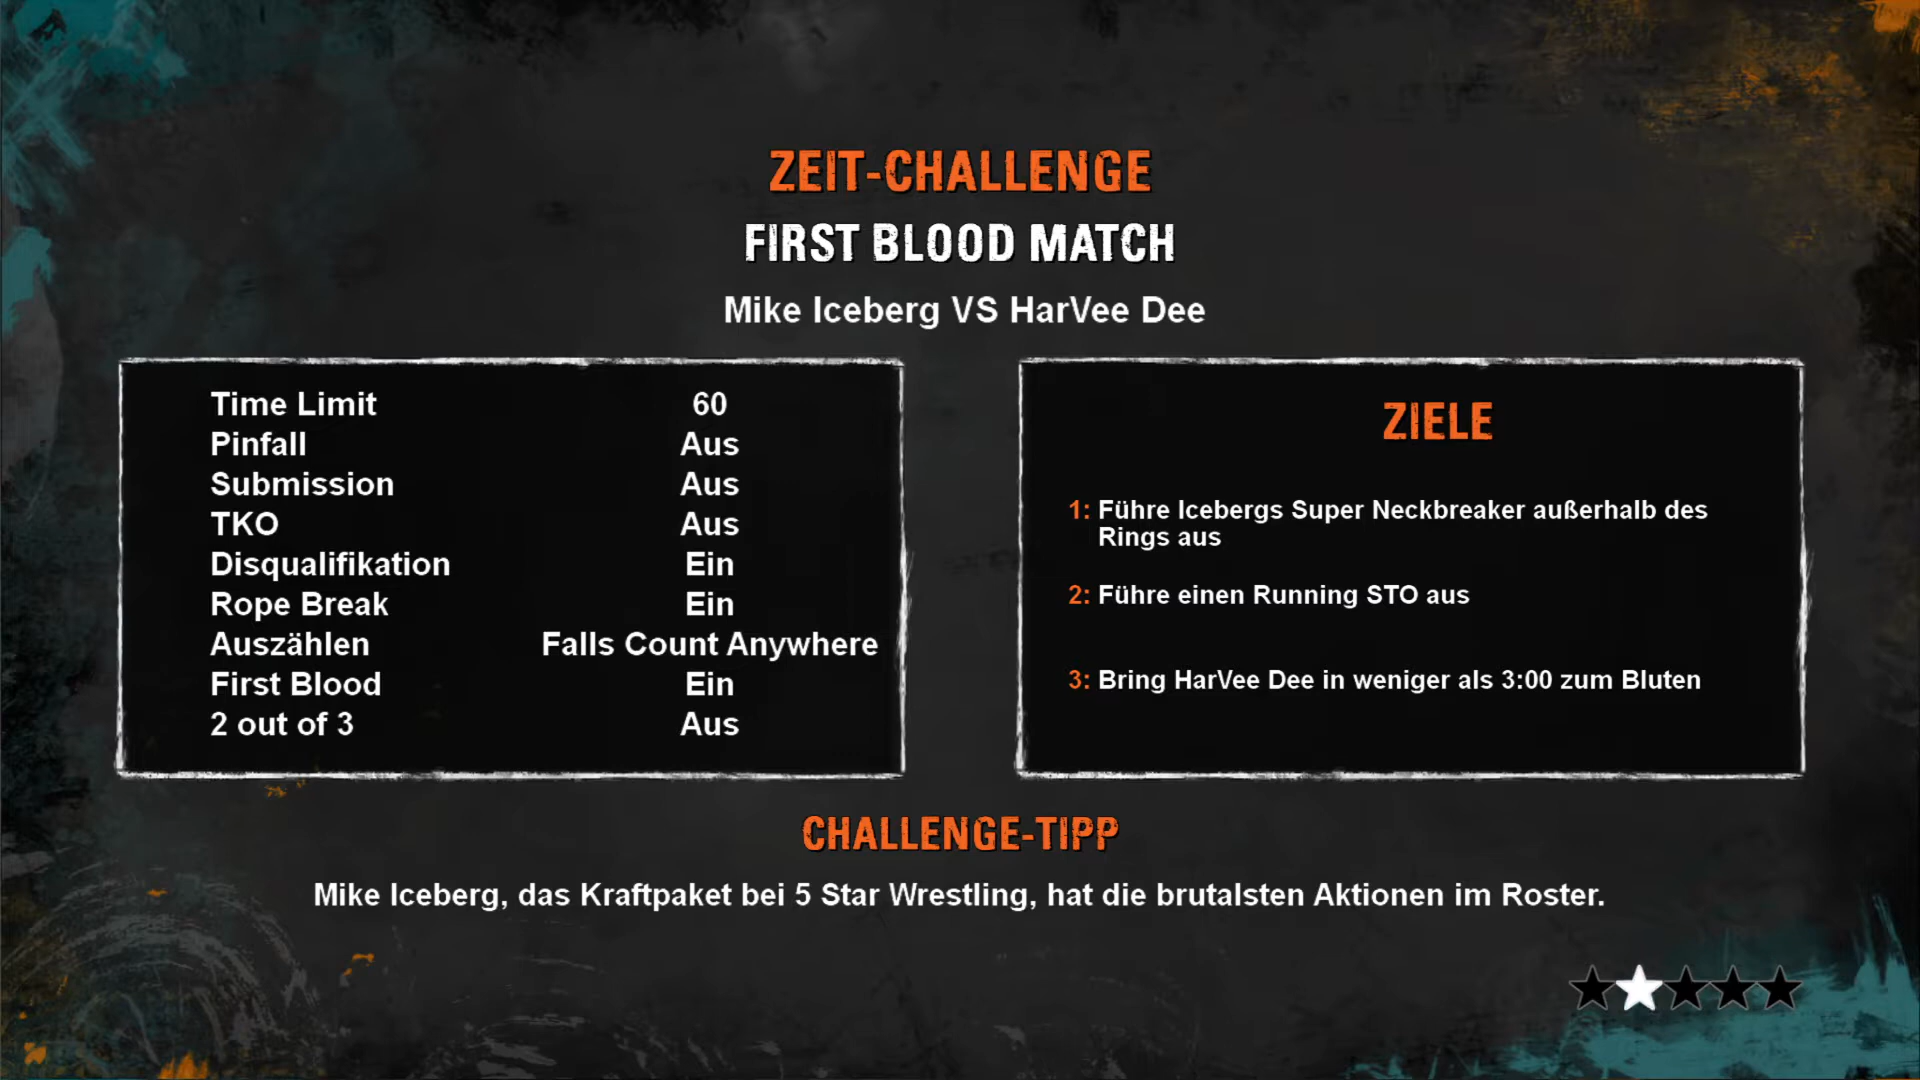 ZEIT-CHALLENGE
FIRST BLOOD MATCH
Mike Iceberg VS HarVee Dee
Time Limit 60
Pinfall Aus
Submission Aus
TKO Aus
Disqualifikation Ein
Rope Break Ein
Auszählen Falls Count Anywhere
First Blood Ein
2 out of 3 Aus
ZIELE
1: Führe Icebergs Super Neckbreaker außerhalb des
Rings aus
2: Führe einen Running STO aus
3: Bring HarVee Dee in weniger als 3:00 zum Bluten
CHALLENGE-TIPP
Mike Iceberg, das Kraftpaket bei 5 Star Wrestling, hat die brutalsten Aktionen im Roster.